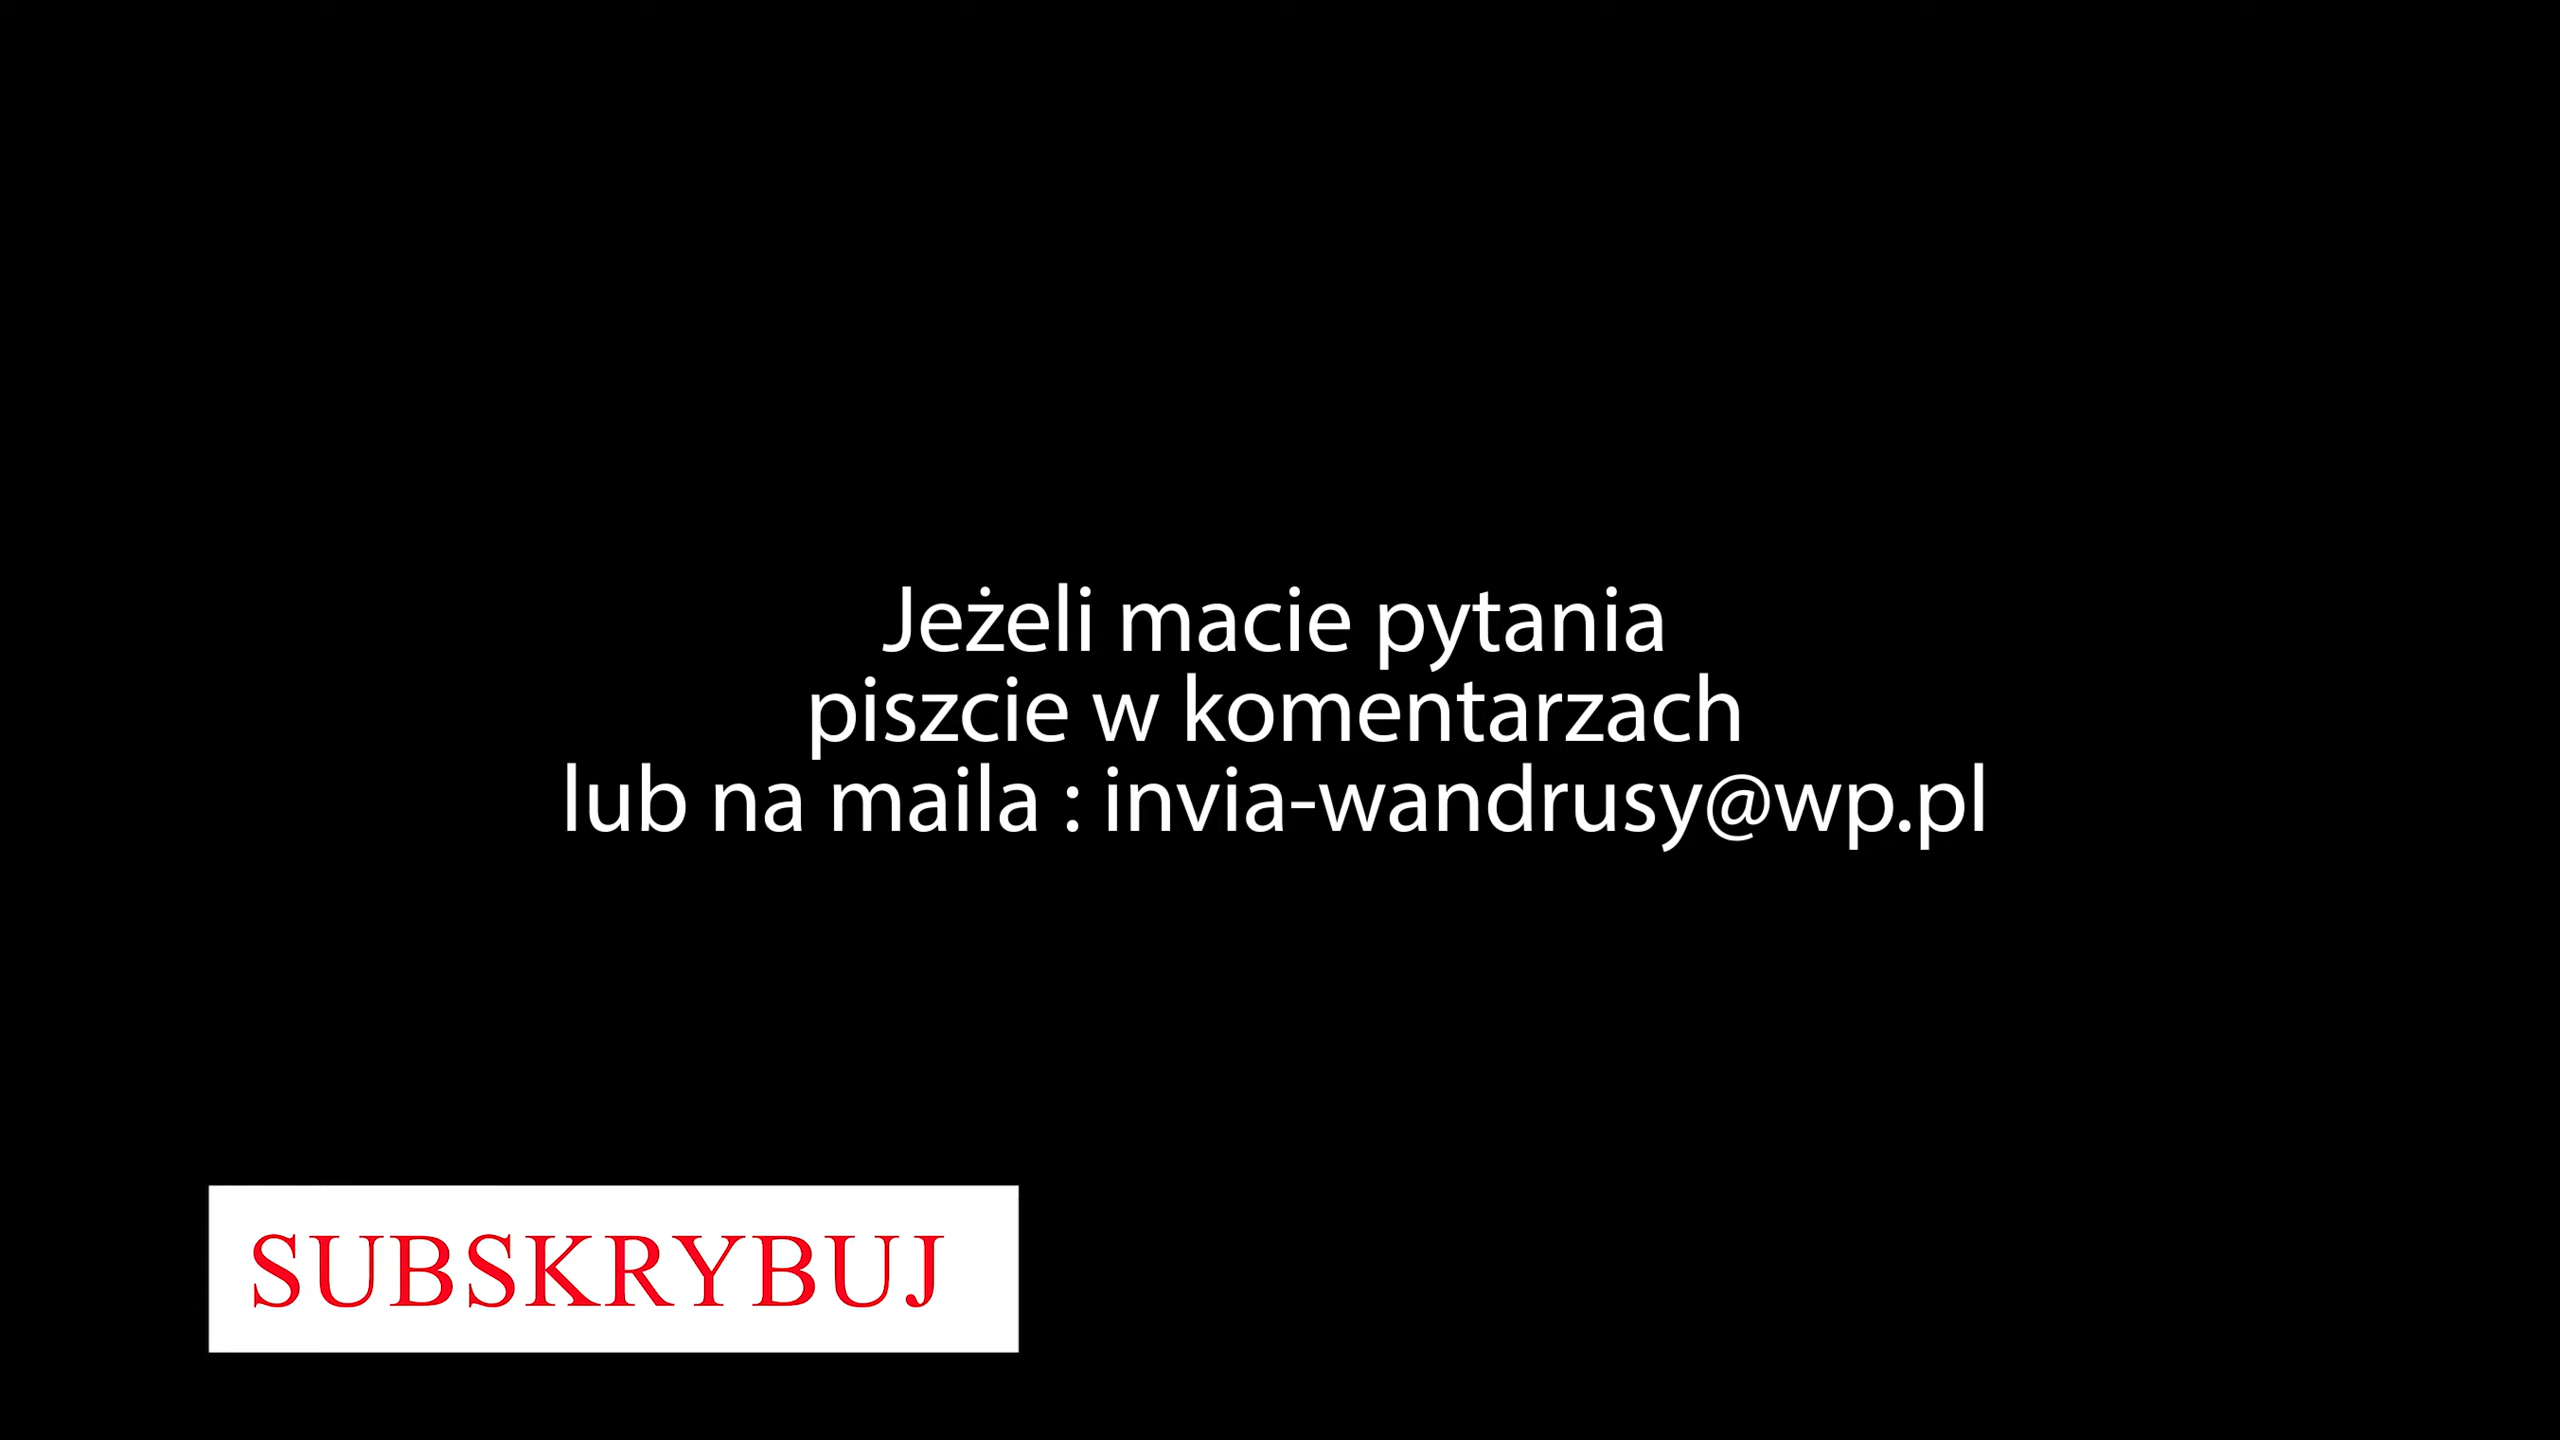 Jeżeli macie pytania
piszcie w komentarzach
lub na maila : invia-wandrusy@wp.pl
SUBSKRYBUJ